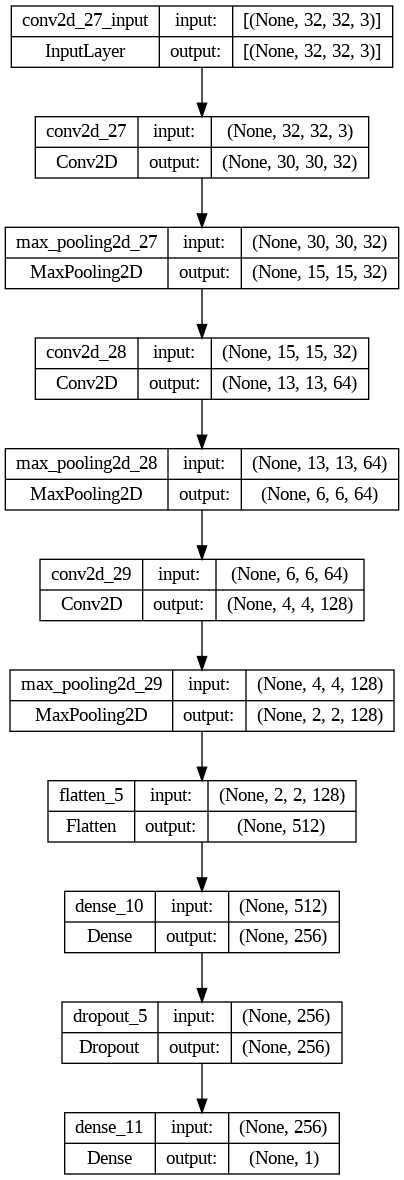 conv2d_27_input input: [(None, 32, 32, 3)]
InputLayer output: [(None, 32, 32, 3)]
conv2d_27 input: (None, 32, 32, 3)
Conv2D output: (None, 30, 30, 32)
max_pooling2d_27 input: (None, 30, 30, 32)
MaxPooling2D output: (None, 15, 15, 32)
conv2d_28 input: (None, 15, 15, 32)
Conv2D output: (None, 13, 13, 64)
max_pooling2d_28 input: (None, 13, 13, 64)
MaxPooling2D output: (None, 6, 6, 64)
conv2d_29 input: (None, 6, 6, 64)
Conv2D output: (None, 4, 4, 128)
max_pooling2d_29 input: (None, 4, 4, 128)
MaxPooling2D output: (None, 2, 2, 128)
flatten_5 input: (None, 2, 2, 128)
Flatten output: (None, 512)
dense_10 input: (None, 512)
Dense output: (None, 256)
dropout_5 input: (None, 256)
Dropout output: (None, 256)
dense_11 input: (None, 256)
Dense output: (None, 1)